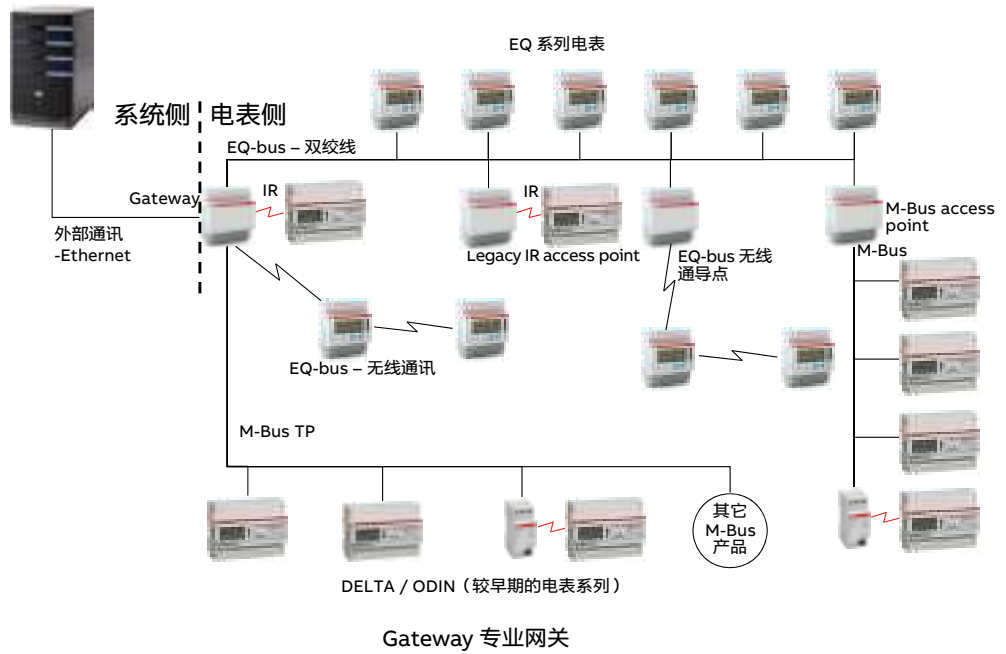 EQ 系列电表
系统侧
电表侧
EQ-bus – 双绞线
Gateway
IR
IR
外部通讯
-Ethernet
Legacy IR access point
EQ-bus 无线
通导点
M-Bus access
point
M-Bus
EQ-bus – 无线通讯
M-Bus TP
其它
M-Bus
产品
DELTA / ODIN（较早期的电表系列）
Gateway 专业网关